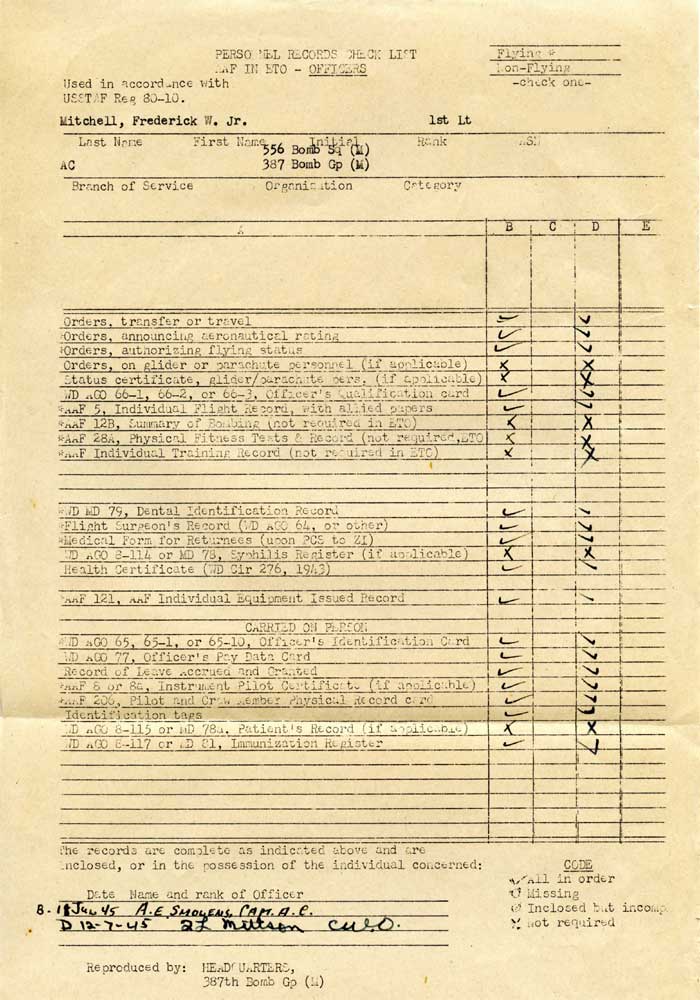 PERSONNEL RECORDS CHECK LIST
AAF IN ETO - OFFICERS
Flying *
Non-Flying
-check one-
Used in accordance with
USSTAF Reg 80-10.
Mitchell, Frederick W. Jr. 1st Lt
Last Name First Name Initial Rank ASN
556 Bomb Sq (M)
AC 387 Bomb Gp (M)
Branch of Service Organization Category
A B C D E
Orders, transfer or travel ✓ ✓
*Orders, announcing aeronautical rating ✓ ✓
*Orders, authorizing flying status ✓ ✓
Orders, on glider or parachute personnel (if applicable) X X
Status certificate, glider/parachute pers. (if applicable) X X
WD AGO 66-1, 66-2, or 66-3, Officer's Qualification card ✓ ✓
*AAF 5, Individual Flight Record, with allied papers ✓ ✓
*AAF 12B, Summary of Bombing (not required in ETO) X X
*AAF 28A, Physical Fitness Tests & Record (not required,ETO X X
*AAF Individual Training Record (not required in ETO) X X
*WD MD 79, Dental Identification Record ✓ ✓
*Flight Surgeon's Record (WD AGO 64, or other) ✓ ✓
*Medical Form for Returnees (upon PCS to ZI) ✓ ✓
WD AGO 8-114 or MD 78, Syphilis Register (if applicable) X X
Health Certificate (WD Cir 276, 1943) ✓ ✓
*AAF 121, AAF Individual Equipment Issued Record ✓ ✓
CARRIED ON PERSON
WD AGO 65, 65-1, or 65-10, Officer's Identification Card ✓ ✓
WD AGO 77, Officer's Pay Data Card ✓ ✓
Record of Leave Accrued and Granted ✓ ✓
*AAF 8 or 8a, Instrument Pilot Certificate (if applicable) ✓ ✓
*AAF 206, Pilot and Crew Member Physical Record card ✓ ✓
Identification tags ✓ ✓
WD AGO 8-115 or MD 78a, Patient's Record (if applicable) X X
WD AGO 8-117 or MD 81, Immunization Register ✓ ✓
The records are complete as indicated above and are
inclosed, or in the possession of the individual concerned:
CODE
✓ All in order
Missing
Inclosed but incomp
X Not required
Date Name and rank of Officer
B - 18 Jul 45 A.E. Smolens Capt. A.C.
D 12-7-45 CWO.
Reproduced by: HEADQUARTERS,
387th Bomb Gp (M)